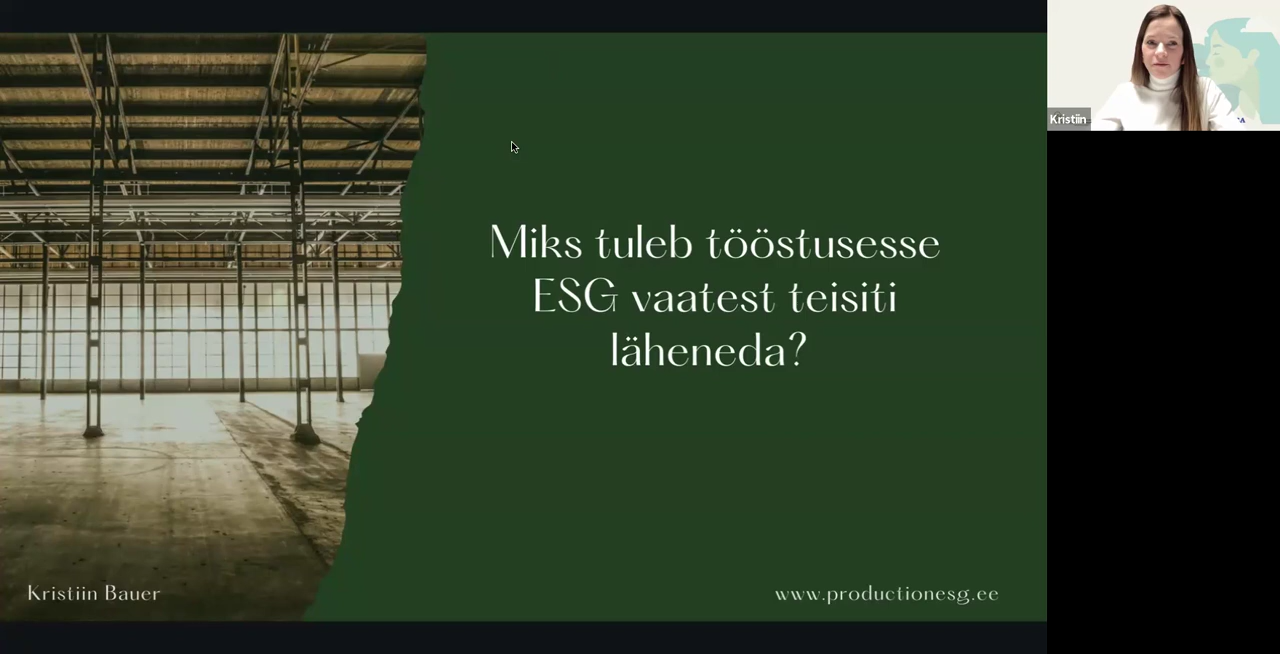 Miks tuleb tööstusesse
ESG vaatest teisiti
läheneda?
Kristiin Bauer
www.productionesg.ee
Kristiin